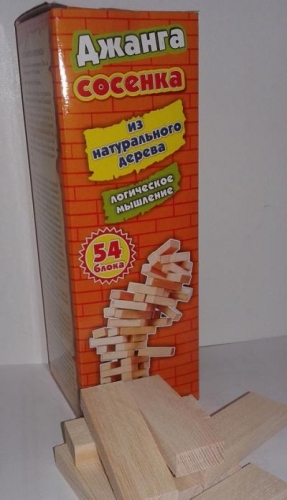 Джанга
сосенка
из
натурального
дерева
логическое
мышление
54
блока